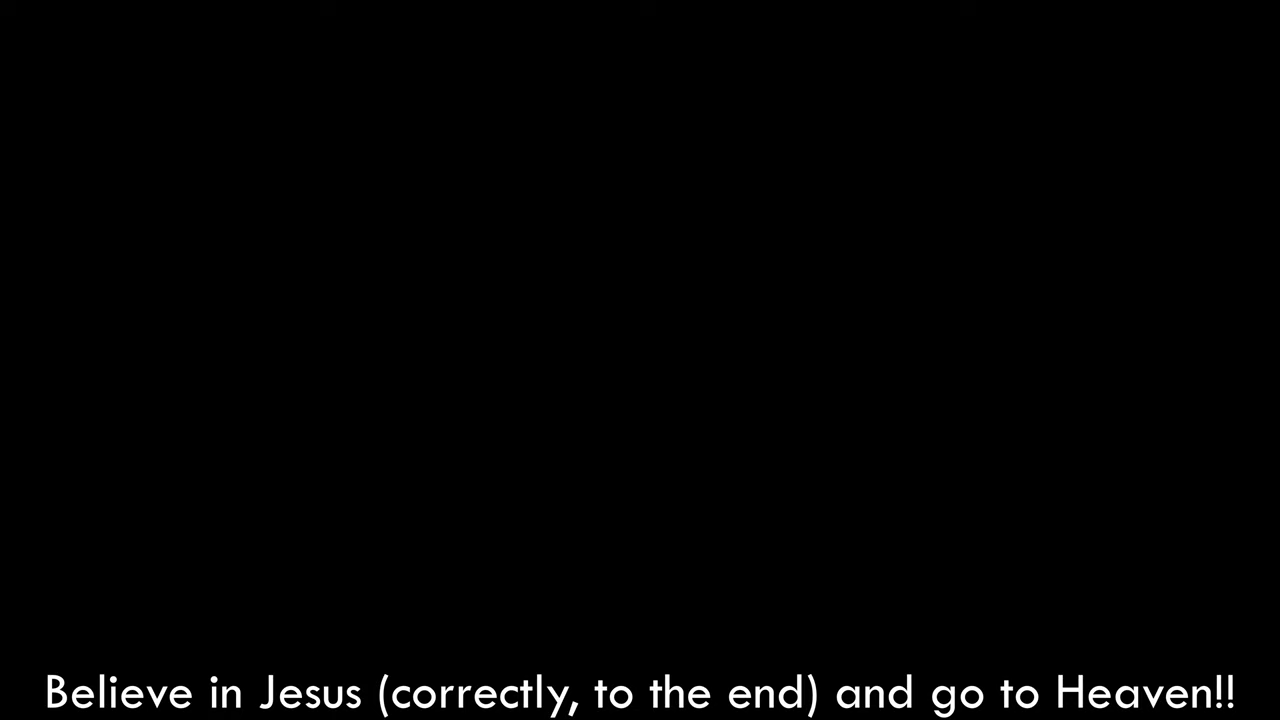 Believe in Jesus (correctly, to the end) and go to Heaven!!